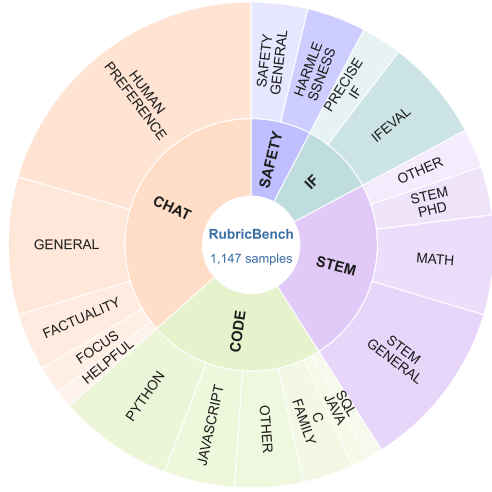 SAFETY
GENERAL
HARMLE
SSNESS
PRECISE
IF
IFEVAL
OTHER
STEM
PHD
MATH
STEM
GENERAL
SQL
JAVA
C
FAMILY
OTHER
JAVASCRIPT
PYTHON
HELPFUL
FOCUS
FACTUALITY
GENERAL
HUMAN
PREFERENCE
SAFETY
IF
STEM
CODE
CHAT
RubricBench
1,147 samples